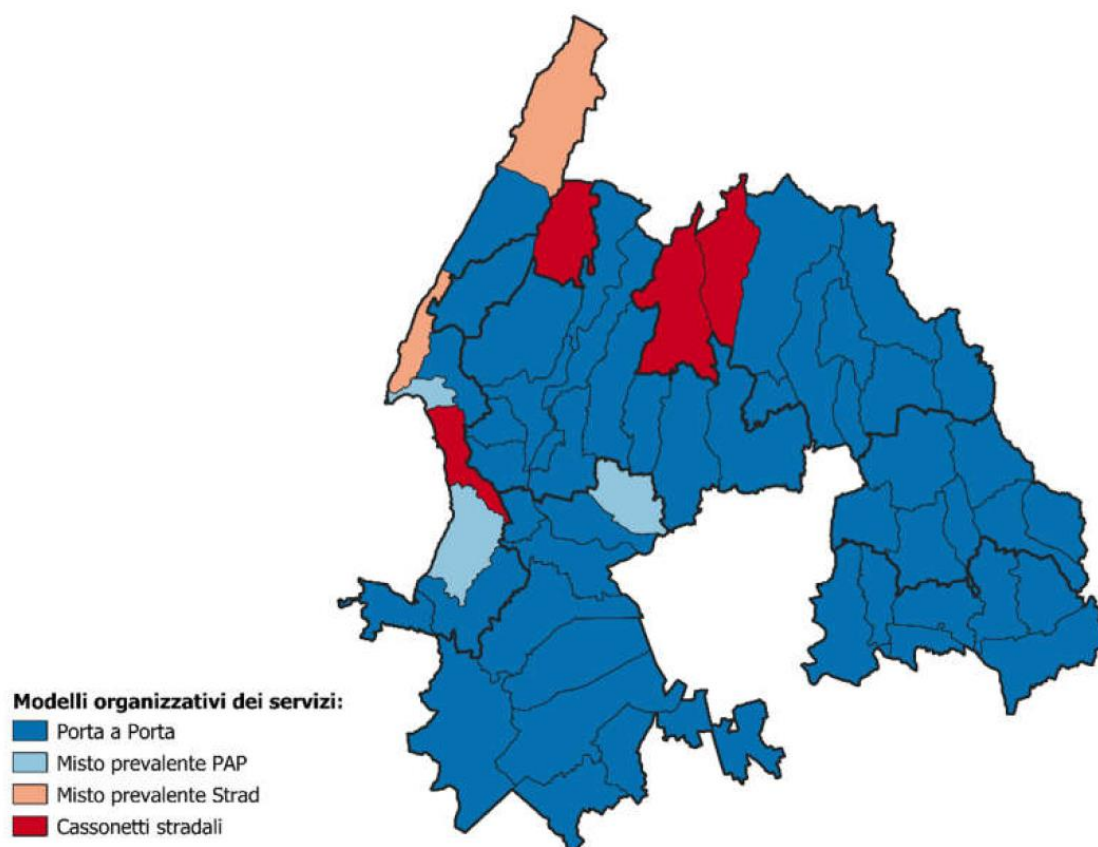 Modelli organizzativi dei servizi:
Porta a Porta
Misto prevalente PAP
Misto prevalente Strad
Cassonetti stradali